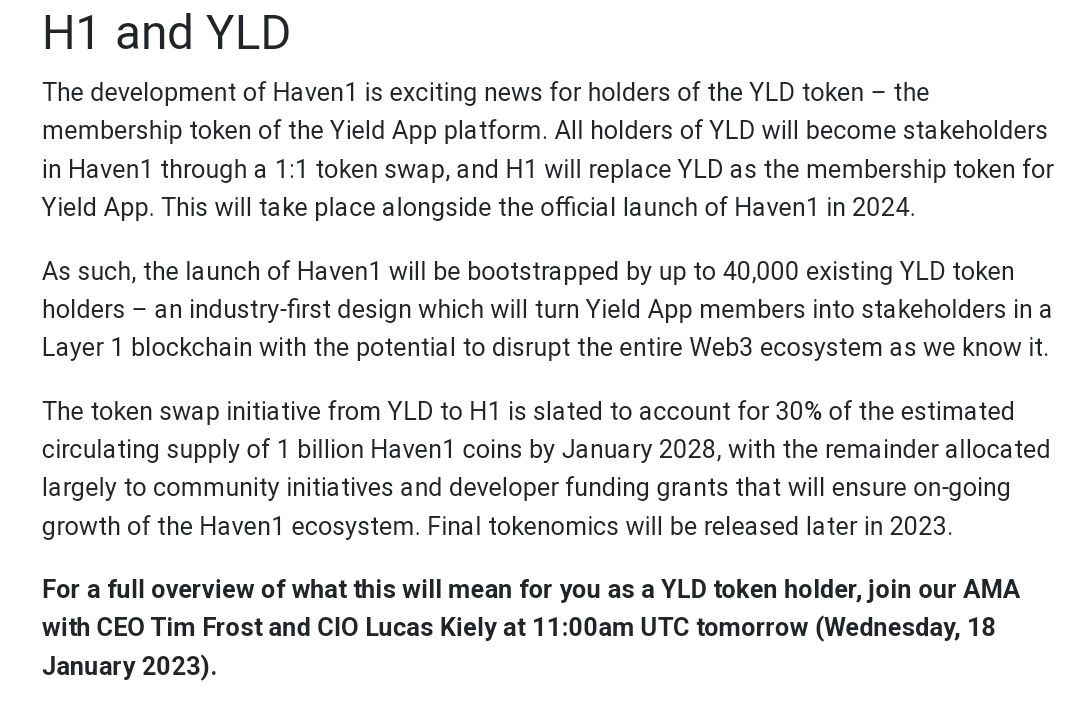 H1 and YLD
The development of Haven1 is exciting news for holders of the YLD token – the
membership token of the Yield App platform. All holders of YLD will become stakeholders
in Haven1 through a 1:1 token swap, and H1 will replace YLD as the membership token for
Yield App. This will take place alongside the official launch of Haven1 in 2024.
As such, the launch of Haven1 will be bootstrapped by up to 40,000 existing YLD token
holders – an industry-first design which will turn Yield App members into stakeholders in a
Layer 1 blockchain with the potential to disrupt the entire Web3 ecosystem as we know it.
The token swap initiative from YLD to H1 is slated to account for 30% of the estimated
circulating supply of 1 billion Haven1 coins by January 2028, with the remainder allocated
largely to community initiatives and developer funding grants that will ensure on-going
growth of the Haven1 ecosystem. Final tokenomics will be released later in 2023.
For a full overview of what this will mean for you as a YLD token holder, join our AMA
with CEO Tim Frost and CIO Lucas Kiely at 11:00am UTC tomorrow (Wednesday, 18
January 2023).